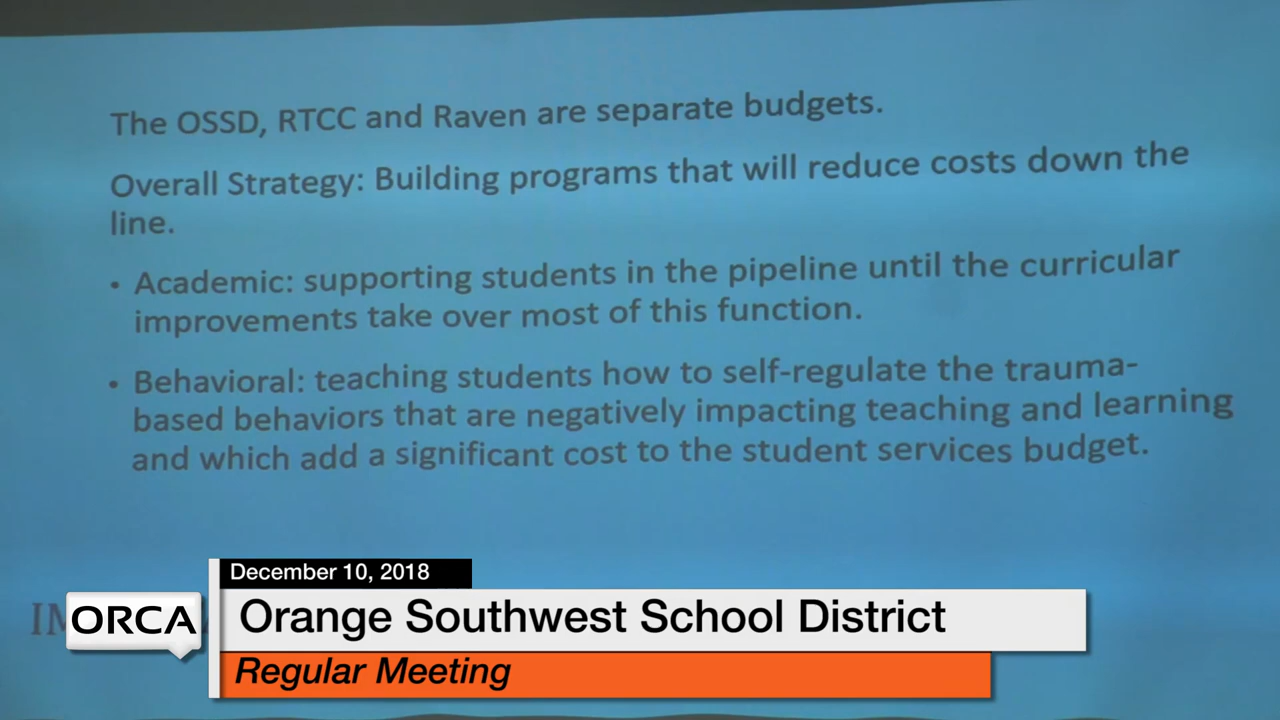 The OSSD, RTCC and Raven are separate budgets.
Overall Strategy: Building programs that will reduce costs down the
line.
• Academic: supporting students in the pipeline until the curricular
improvements take over most of this function.
• Behavioral: teaching students how to self-regulate the trauma-
based behaviors that are negatively impacting teaching and learning
and which add a significant cost to the student services budget.
December 10, 2018
ORCA
Orange Southwest School District
Regular Meeting